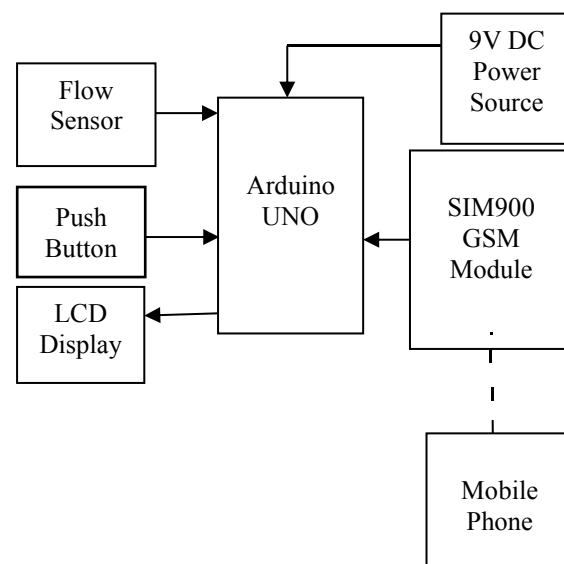 9V DC
Power
Source
Flow
Sensor
Arduino
UNO
Push
Button
SIM900
GSM
Module
LCD
Display
Mobile
Phone